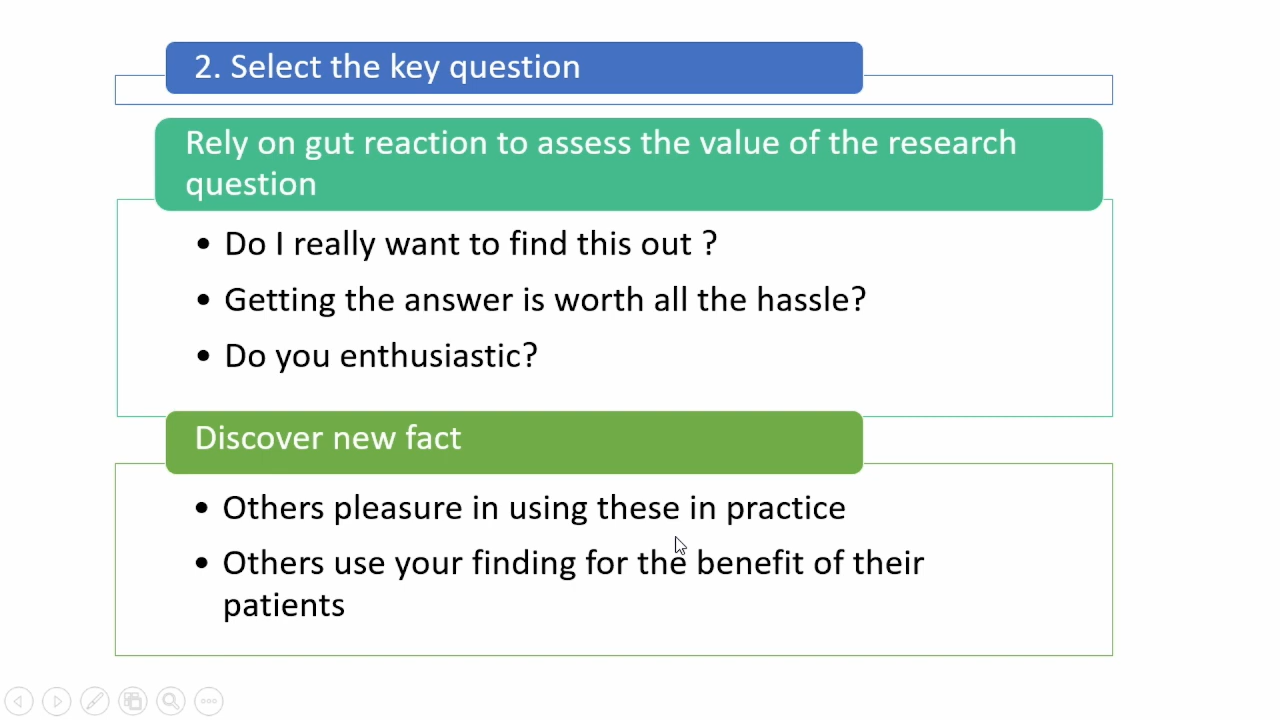 2. Select the key question
Rely on gut reaction to assess the value of the research
question
• Do I really want to find this out ?
• Getting the answer is worth all the hassle?
• Do you enthusiastic?
Discover new fact
• Others pleasure in using these in practice
• Others use your finding for the benefit of their
patients